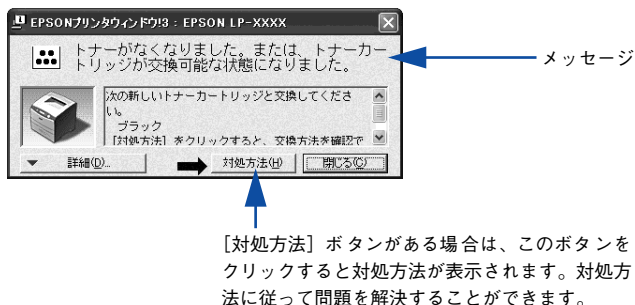 EPSONプリンタウィンドウ!3 : EPSON LP-XXXX
トナーがなくなりました。または、トナーカー
トリッジが交換可能な状態になりました。
メッセージ
次の新しいトナーカートリッジと交換してくださ
い。
ブラック
[対処方法] をクリックすると、交換方法を確認で
詳細(D)...
対処方法(H)
閉じる(C)
［対処方法］ボタンがある場合は、このボタンを
クリックすると対処方法が表示されます。対処方
法に従って問題を解決することができます。